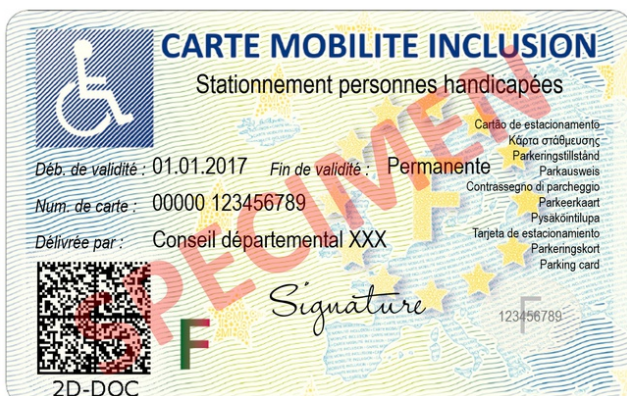 CARTE MOBILITE INCLUSION
Stationnement personnes handicapées
Cartão de estacionamento
Κάρτα στάθμευσης
Parkeringstillstånd
Parkausweis
Contrassegno di parcheggio
Parkeerkaart
Pysäköintilupa
Tarjeta de estacionamiento
Parkeringskort
Parking card
Déb. de validité : 01.01.2017 Fin de validité : Permanente
Num. de carte : 00000 123456789
Délivrée par : Conseil départemental XXX
SPECIMEN
F
Signature
F
F
123456789
2D-DOC